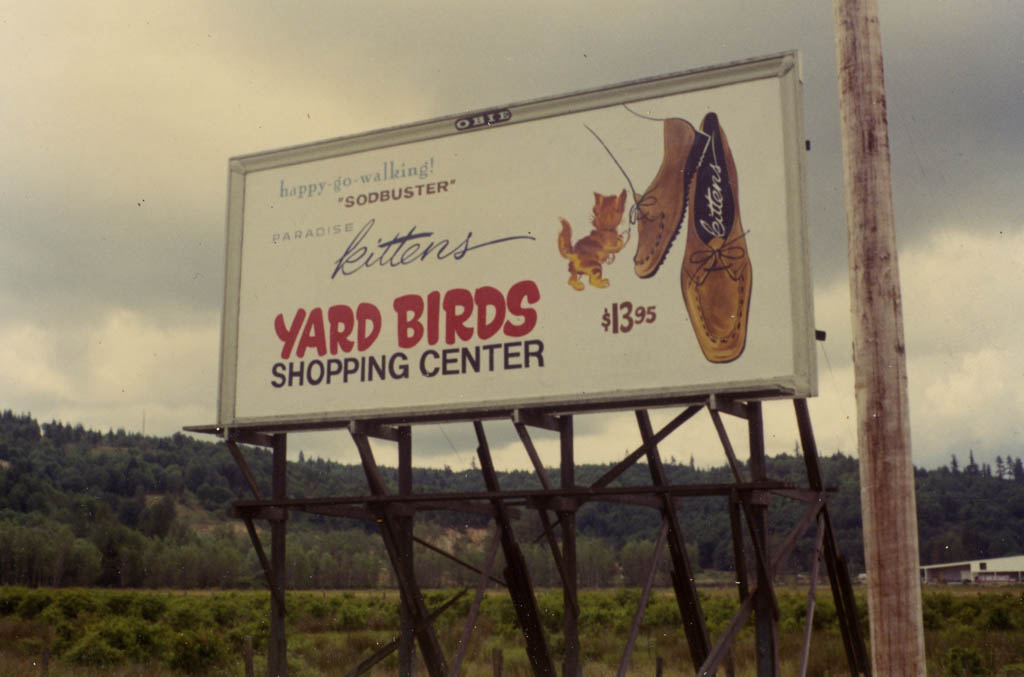 OBIE
happy-go-walking!
"SODBUSTER"
PARADISE
kittens
YARD BIRDS
SHOPPING CENTER
$13.95
kittens